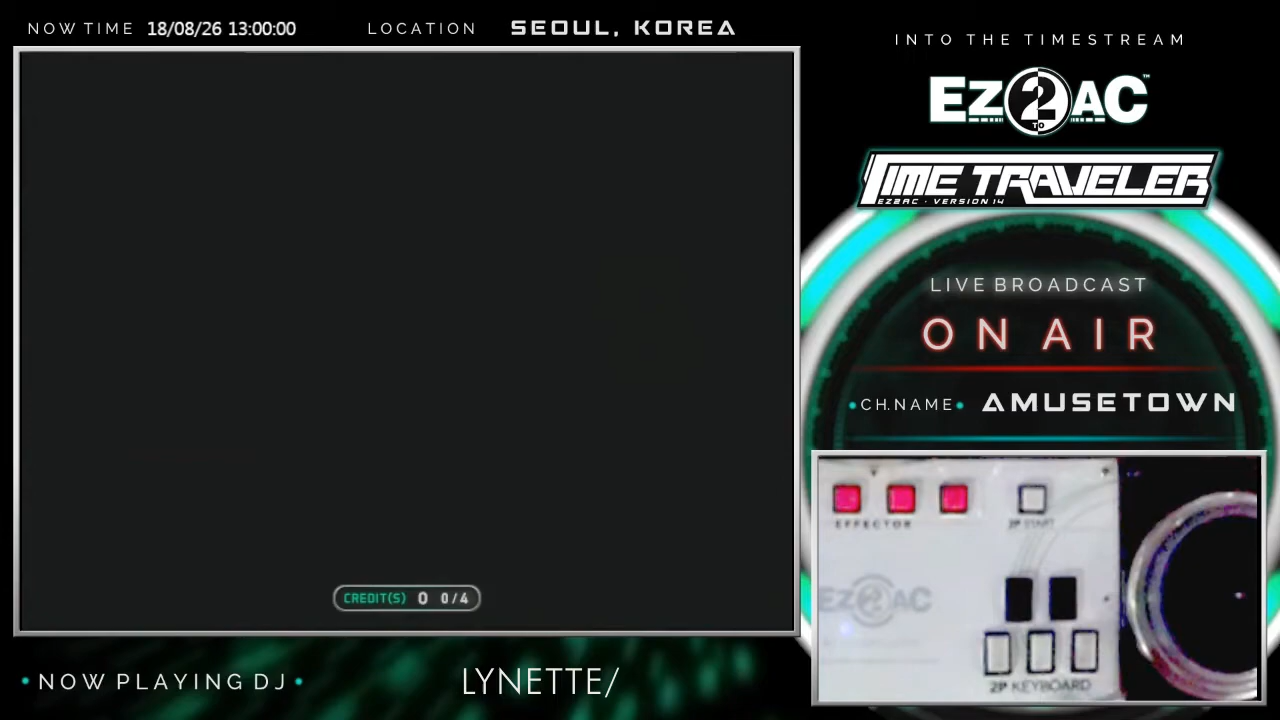 NOW TIME 18/08/26 13:00:00
LOCATION SEOUL, KOREA
INTO THE TIMESTREAM
EZ2AC™
TO
TIME TRAVELER
EZ2AC · VERSION 14
LIVE BROADCAST
ON AIR
•CH.NAME• AMUSETOWN
EFFECTOR
2P START
EZ2AC
2P KEYBOARD
CREDIT(S) 0 0/4
•NOW PLAYING DJ• LYNETTE/